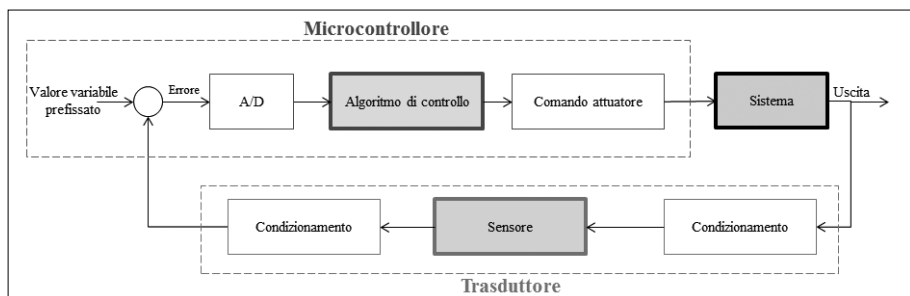 Microcontrollore
Valore variabile
prefissato
Errore
A/D
Algoritmo di controllo
Comando attuatore
Sistema
Uscita
Condizionamento
Sensore
Condizionamento
Trasduttore